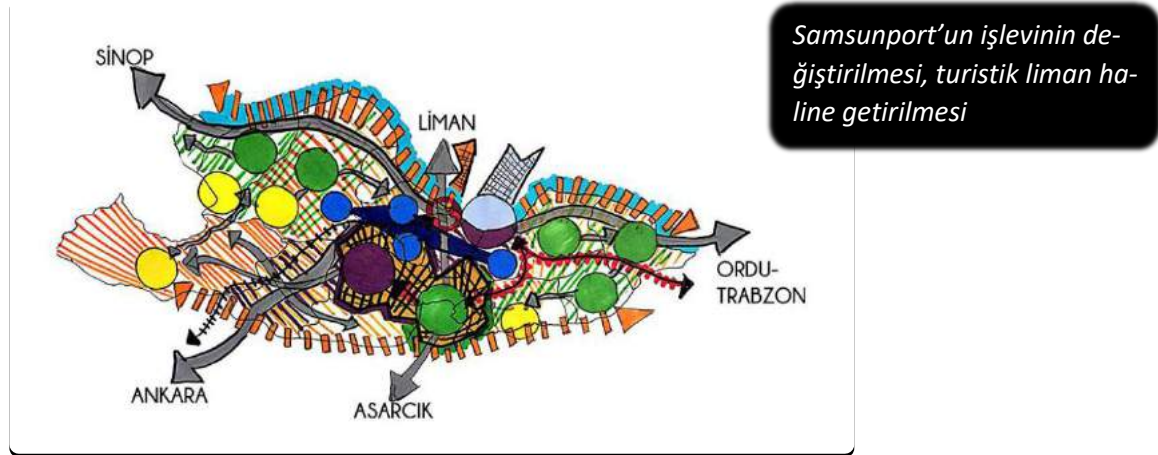 Samsunport’un işlevinin de-
ğiştirilmesi, turistik liman ha-
line getirilmesi
SİNOP
LİMAN
ORDU-
TRABZON
ANKARA
ASARCIK